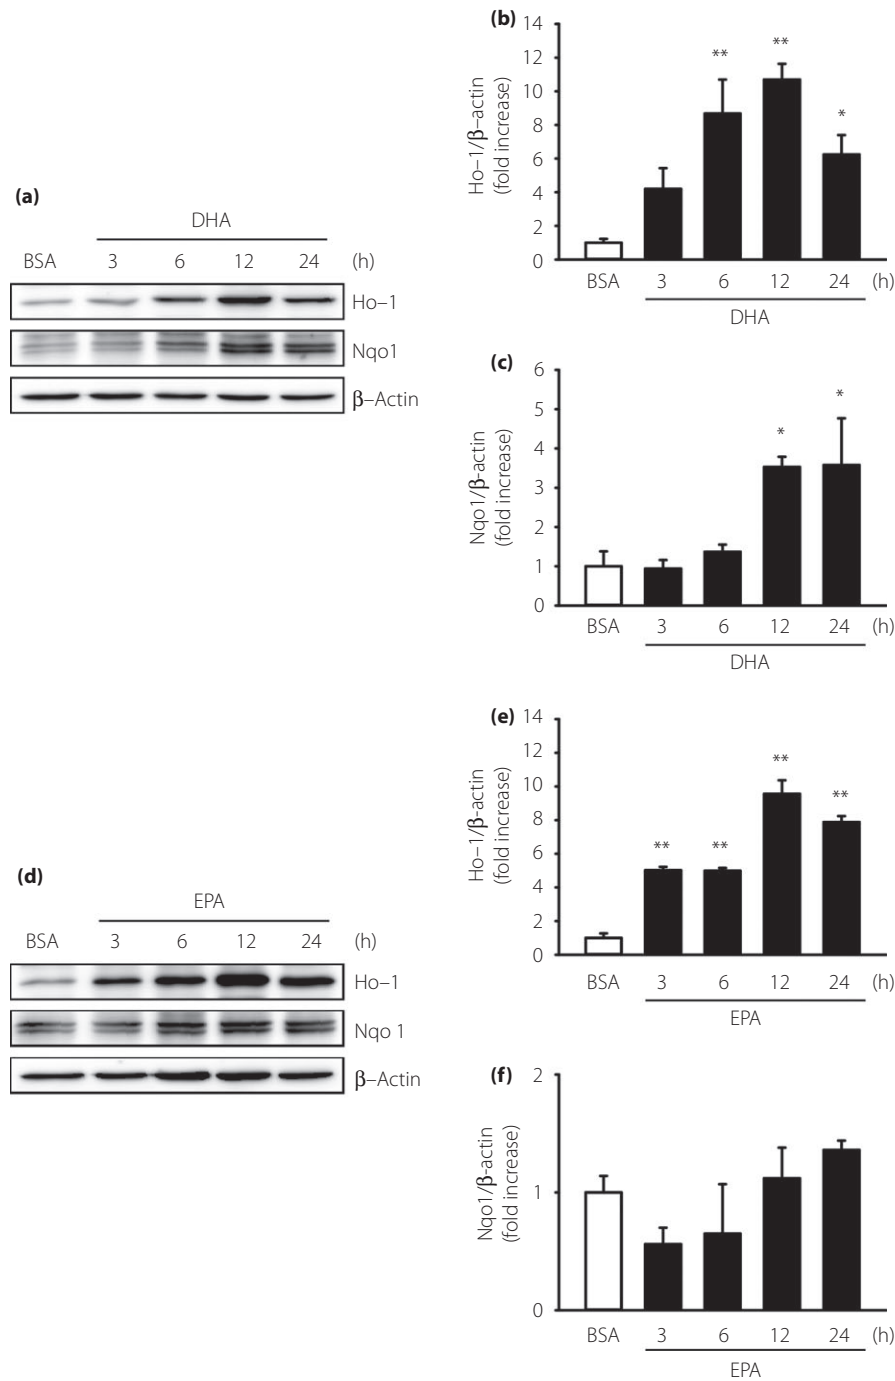 (a)
DHA
BSA 3 6 12 24 (h)
Ho–1
Nqo1
β–Actin
(b)
Ho–1/β–actin
(fold increase)
14
12
10
8
6
4
2
0
** ** *
BSA 3 6 12 24 (h)
DHA
(c)
Nqo1/β-actin
(fold increase)
6
5
4
3
2
1
0
* *
BSA 3 6 12 24 (h)
DHA
(d)
EPA
BSA 3 6 12 24 (h)
Ho–1
Nqo 1
β–Actin
(e)
Ho–1/β-actin
(fold increase)
14
12
10
8
6
4
2
0
** ** ** **
BSA 3 6 12 24 (h)
EPA
(f)
Nqo1/β-actin
(fold increase)
2
1
0
BSA 3 6 12 24 (h)
EPA